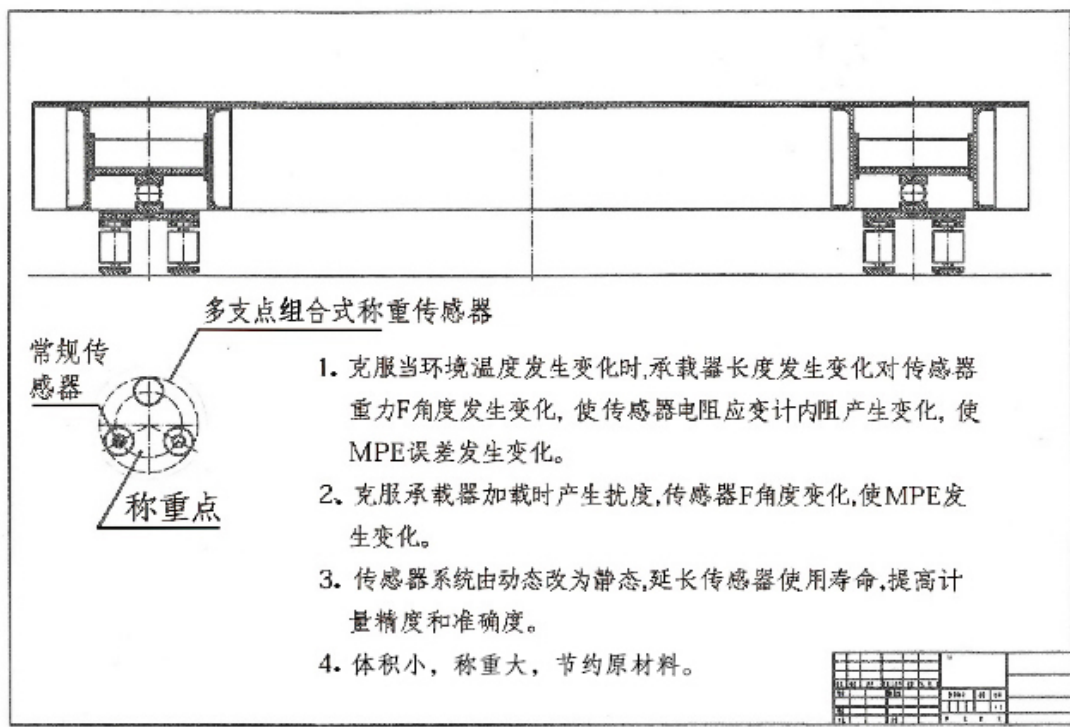 多支点组合式称重传感器
常规传
感器
称重点
1. 克服当环境温度发生变化时,承载器长度发生变化对传感器
重力F角度发生变化, 使传感器电阻应变计内阻产生变化, 使
MPE误差发生变化。
2. 克服承载器加载时产生扰度,传感器F角度变化,使MPE发
生变化。
3. 传感器系统由动态改为静态,延长传感器使用寿命,提高计
量精度和准确度。
4. 体积小, 称重大, 节约原材料。